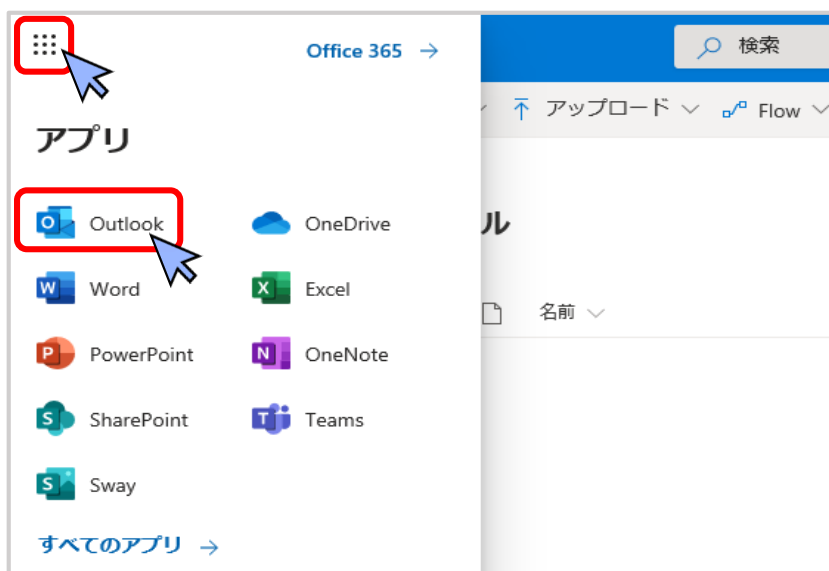 Office 365 →
検索
アプリ
アップロード
Flow
Outlook
OneDrive
ル
Word
Excel
名前
PowerPoint
OneNote
SharePoint
Teams
Sway
すべてのアプリ →